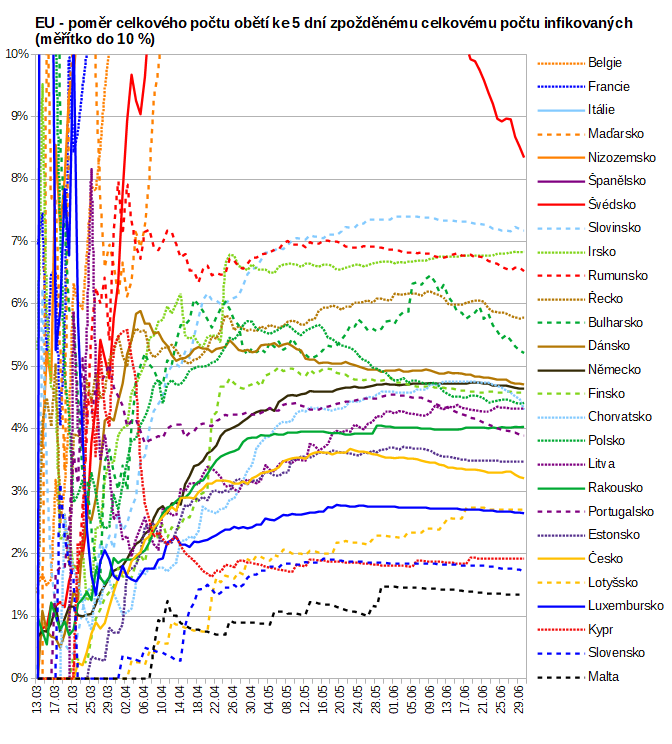 EU - poměr celkového počtu obětí ke 5 dní zpožděnému celkovému počtu infikovaných
(měřítko do 10 %)
10%
9%
8%
7%
6%
5%
4%
3%
2%
1%
0%
13.03
17.03
21.03
25.03
29.03
02.04
06.04
10.04
14.04
18.04
22.04
26.04
30.04
04.05
08.05
12.05
16.05
20.05
24.05
28.05
01.06
05.06
09.06
13.06
17.06
21.06
25.06
29.06
Belgie
Francie
Itálie
Maďarsko
Nizozemsko
Španělsko
Švédsko
Slovinsko
Irsko
Rumunsko
Řecko
Bulharsko
Dánsko
Německo
Finsko
Chorvatsko
Polsko
Litva
Rakousko
Portugalsko
Estonsko
Česko
Lotyšsko
Luxembursko
Kypr
Slovensko
Malta